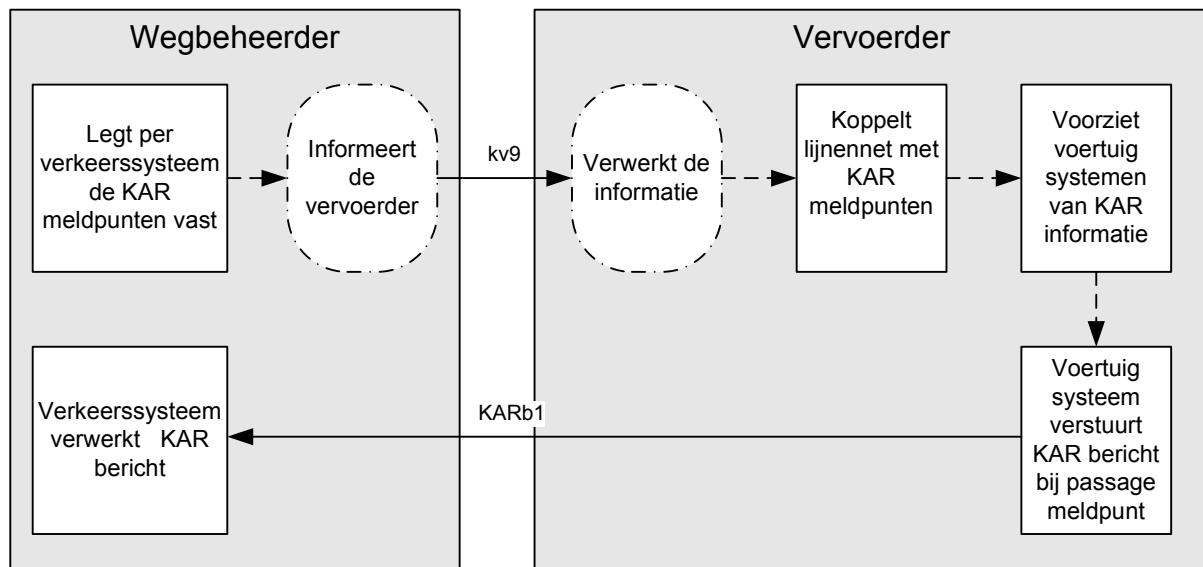 Wegbeheerder
Legt per
verkeerssysteem
de KAR
meldpunten vast
Informeert
de
vervoerder
kv9
Vervoerder
Verwerkt de
informatie
Koppelt
lijnennet met
KAR
meldpunten
Voorziet
voertuig
systemen
van KAR
informatie
Voertuig
systeem
verstuurt
KAR bericht
bij passage
meldpunt
KARb1
Verkeerssysteem
verwerkt KAR
bericht